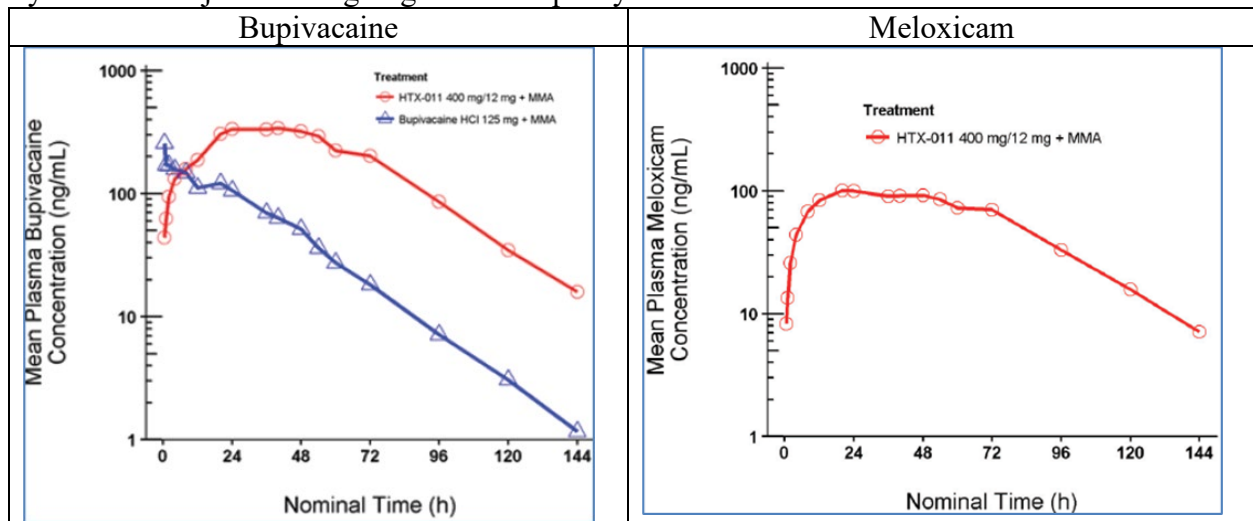 Bupivacaine
Meloxicam
Mean Plasma Bupivacaine
Concentration (ng/mL)
1000
100
10
1
Treatment
HTX-011 400 mg/12 mg + MMA
Bupivacaine HCl 125 mg + MMA
0 24 48 72 96 120 144
Nominal Time (h)
Mean Plasma Meloxicam
Concentration (ng/mL)
1000
100
10
1
Treatment
HTX-011 400 mg/12 mg + MMA
0 24 48 72 96 120 144
Nominal Time (h)